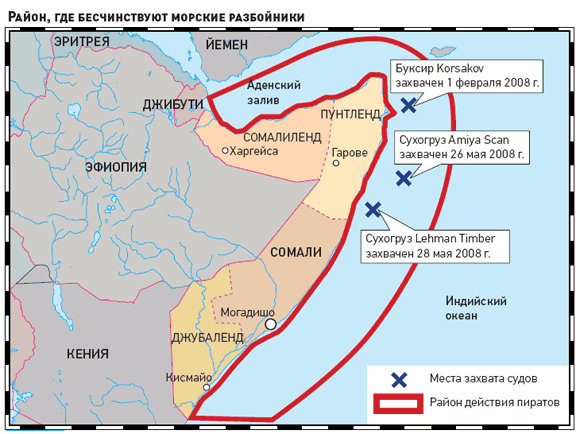 Район, где бесчинствуют морские разбойники
ЭРИТРЕЯ
ЙЕМЕН
Буксир Korsakov
захвачен 1 февраля 2008 г.
Аденский
залив
ДЖИБУТИ
ПУНТЛЕНД
СОМАЛИЛЕНД
Харгейса
Сухогруз Amiya Scan
захвачен 26 мая 2008 г.
Гарове
ЭФИОПИЯ
Сухогруз Lehman Timber
захвачен 28 мая 2008 г.
СОМАЛИ
Индийский
океан
Могадишо
ДЖУБАЛЕНД
КЕНИЯ
Кисмайо
Места захвата судов
Район действия пиратов